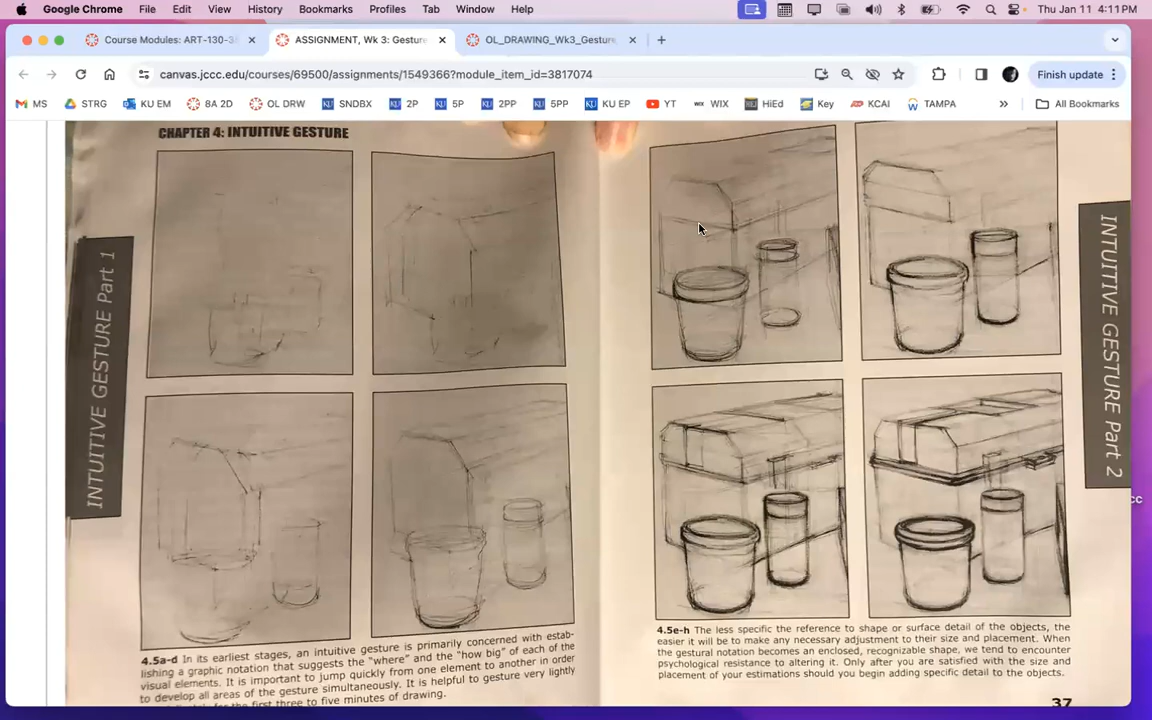 Google Chrome File Edit View History Bookmarks Profiles Tab Window Help Thu Jan 11 4:11 PM
Course Modules: ART-130-3 ASSIGNMENT, Wk 3: Gesture OL_DRAWING_Wk3_Gesture
canvas.jccc.edu/courses/69500/assignments/1549366?module_item_id=3817074 Finish update
MS STRG KU EM 8A 2D OL DRW SNDBX 2P 5P 2PP 5PP KU EP YT WIX HiEd Key KCAI TAMPA All Bookmarks
CHAPTER 4: INTUITIVE GESTURE
INTUITIVE GESTURE Part 1
4.5a-d In its earliest stages, an intuitive gesture is primarily concerned with estab-
lishing a graphic notation that suggests the “where” and the “how big” of each of the
visual elements. It is important to jump quickly from one element to another in order
to develop all areas of the gesture simultaneously. It is helpful to gesture very lightly
for the first three to five minutes of drawing.
INTUITIVE GESTURE Part 2
4.5e-h The less specific the reference to shape or surface detail of the objects, the
easier it will be to make any necessary adjustment to their size and placement. When
the gestural notation becomes an enclosed, recognizable shape, we tend to encounter
psychological resistance to altering it. Only after you are satisfied with the size and
placement of your estimations should you begin adding specific detail to the objects.
37